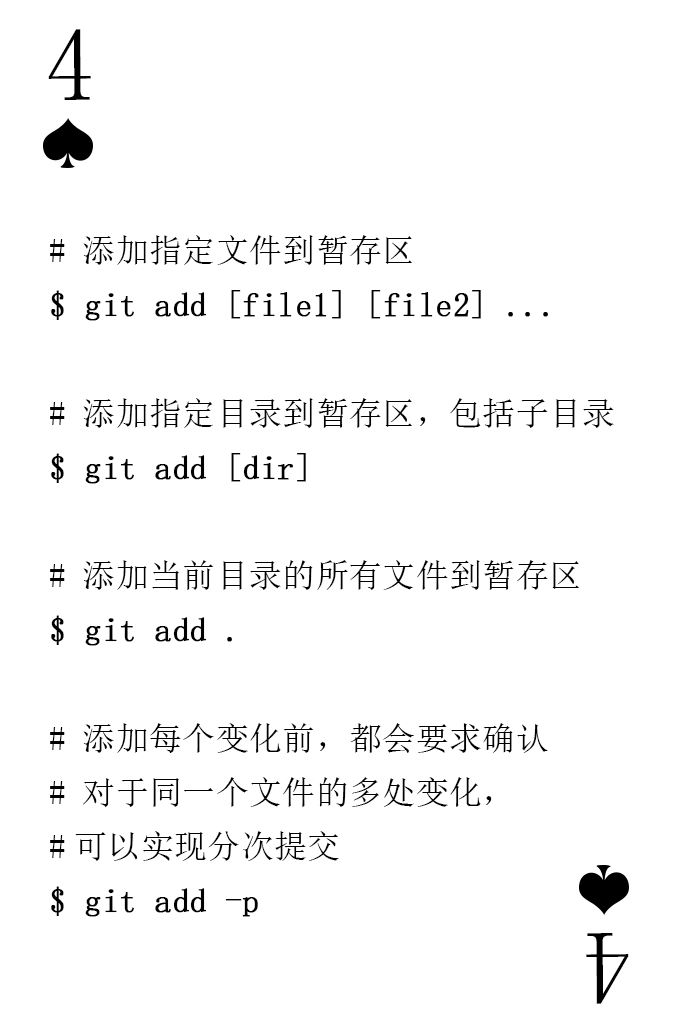 4
# 添加指定文件到暂存区
$ git add [file1] [file2] ...
# 添加指定目录到暂存区，包括子目录
$ git add [dir]
# 添加当前目录的所有文件到暂存区
$ git add .
# 添加每个变化前，都会要求确认
# 对于同一个文件的多处变化，
# 可以实现分次提交
$ git add -p
4